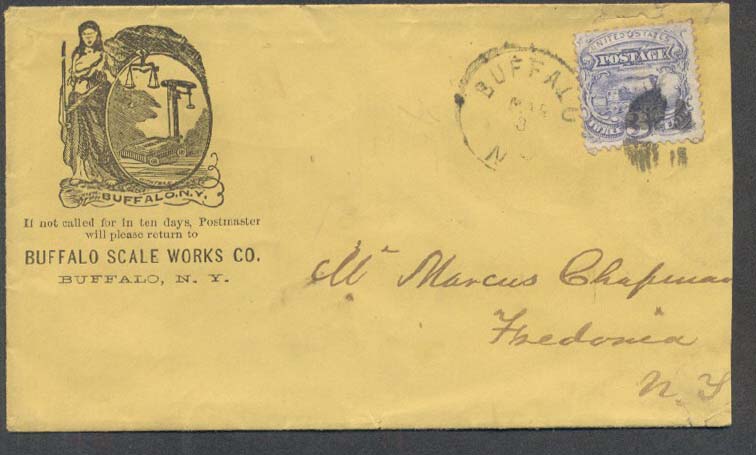 BUFFALO, N.Y.
If not called for in ten days, Postmaster
will please return to
BUFFALO SCALE WORKS CO.
BUFFALO, N. Y.
BUFFALO
N
UNITED STATES
POSTAGE
3
Mr Marcus Chapman
Fredonia
N.Y